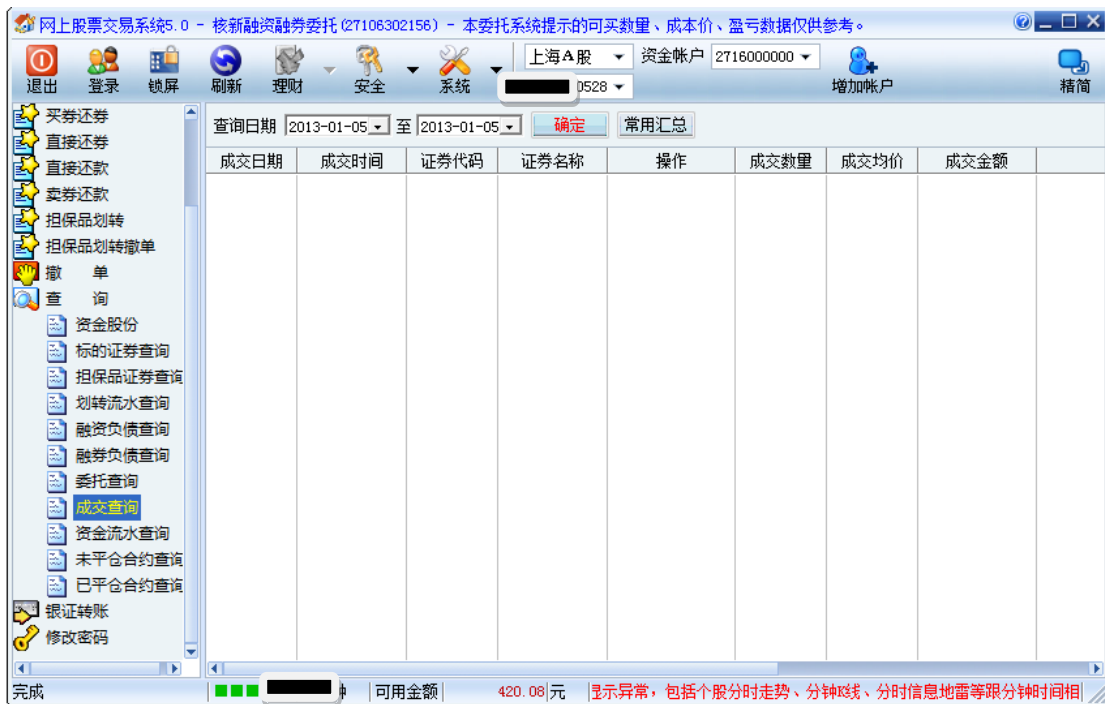 网上股票交易系统5.0 - 核新融资融券委托(27106302156) - 本委托系统提示的可买数量、成本价、盈亏数据仅供参考。
退出 登录 锁屏 刷新 理财 安全 系统 上海A股 资金帐户 2716000000 增加帐户 精简
0528
买券还券
直接还券
直接还款
卖券还款
担保品划转
担保品划转撤单
撤 单
查 询
资金股份
标的证券查询
担保品证券查询
划转流水查询
融资负债查询
融券负债查询
委托查询
成交查询
资金流水查询
未平仓合约查询
已平仓合约查询
银证转账
修改密码
查询日期 2013-01-05 至 2013-01-05 确定 常用汇总
成交日期 成交时间 证券代码 证券名称 操作 成交数量 成交均价 成交金额
完成 可用金额 420.08 元 显示异常，包括个股分时走势、分钟K线、分时信息地雷等跟分钟时间相